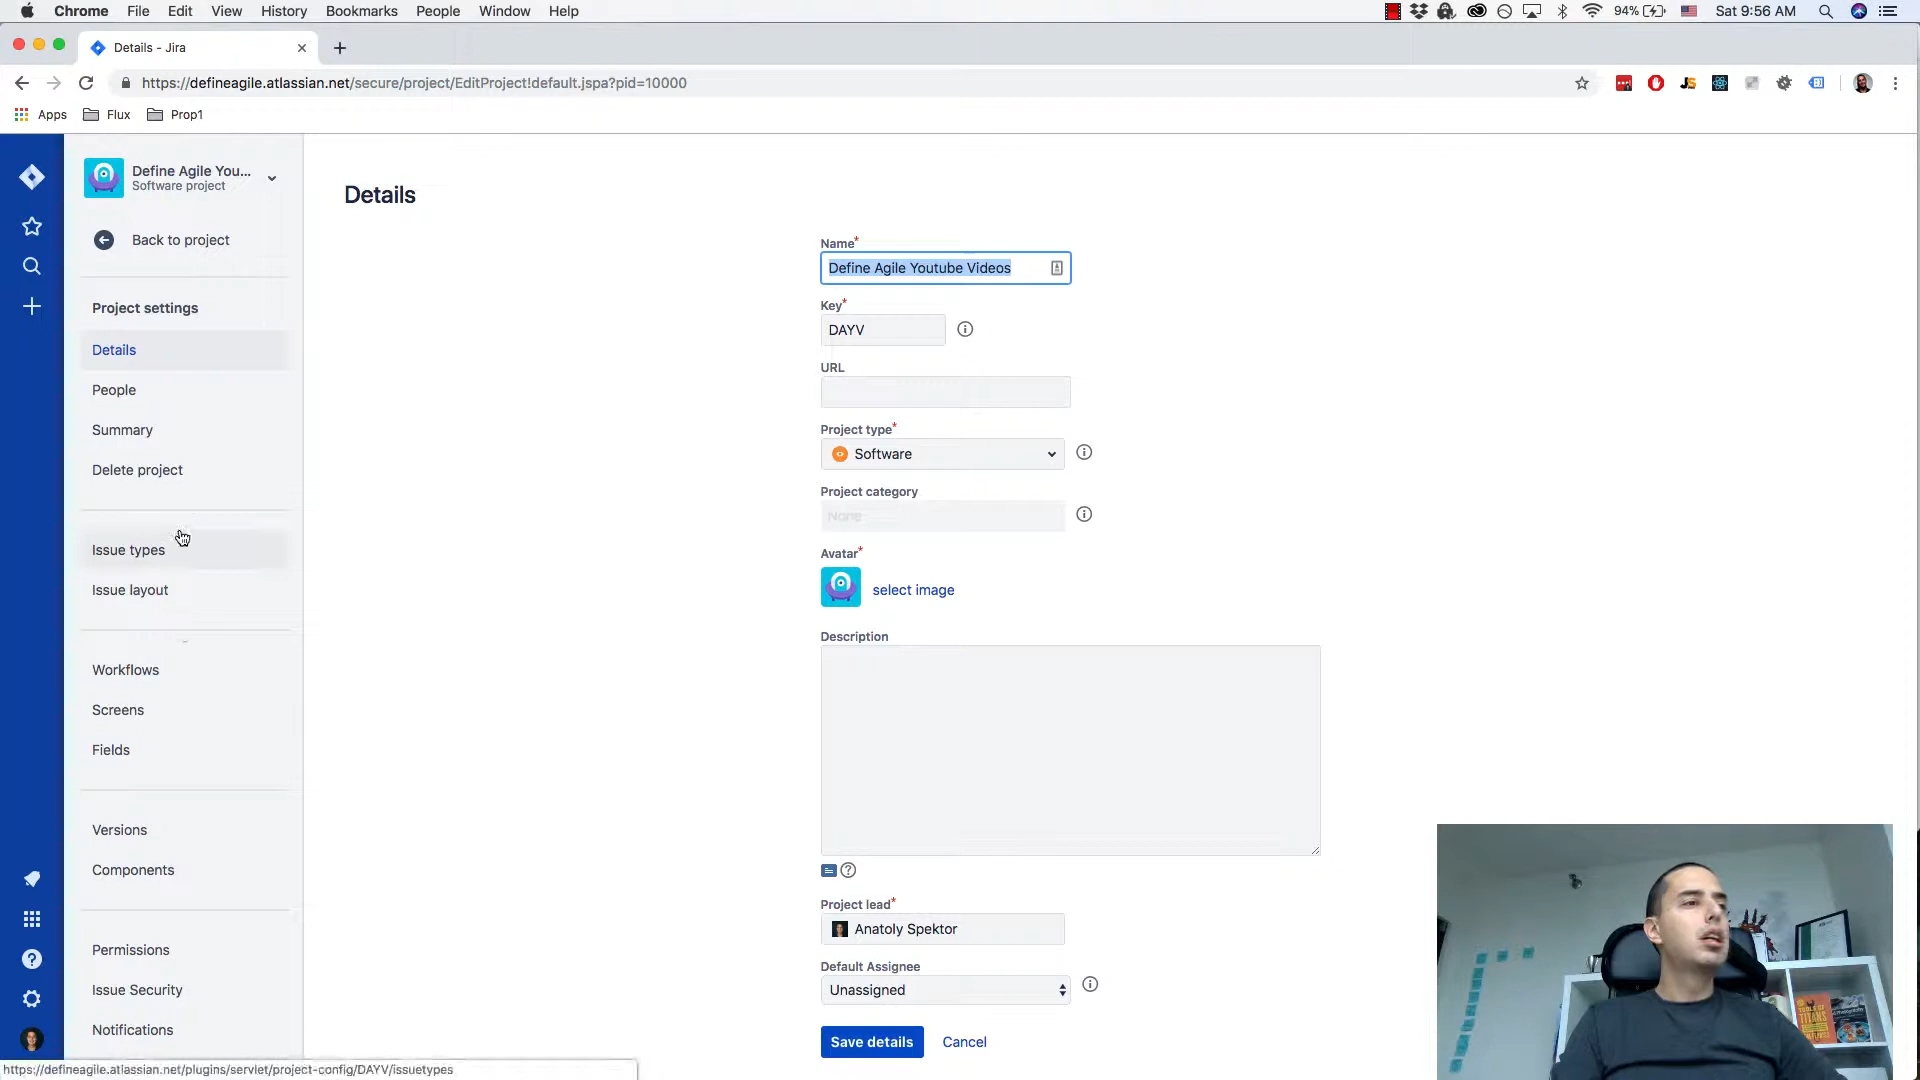 Chrome File Edit View History Bookmarks People Window Help
94% Sat 9:56 AM
Details - Jira
https://defineagile.atlassian.net/secure/project/EditProject!default.jspa?pid=10000
Apps Flux Prop1
Define Agile You...
Software project
Back to project
Project settings
Details
People
Summary
Delete project
Issue types
Issue layout
Workflows
Screens
Fields
Versions
Components
Permissions
Issue Security
Notifications
https://defineagile.atlassian.net/plugins/servlet/project-config/DAYV/issuetypes
Details
Name*
Define Agile Youtube Videos
Key*
DAYV
URL
Project type*
Software
Project category
None
Avatar*
select image
Description
Project lead*
Anatoly Spektor
Default Assignee
Unassigned
Save details Cancel
TOOLS OF
TITANS